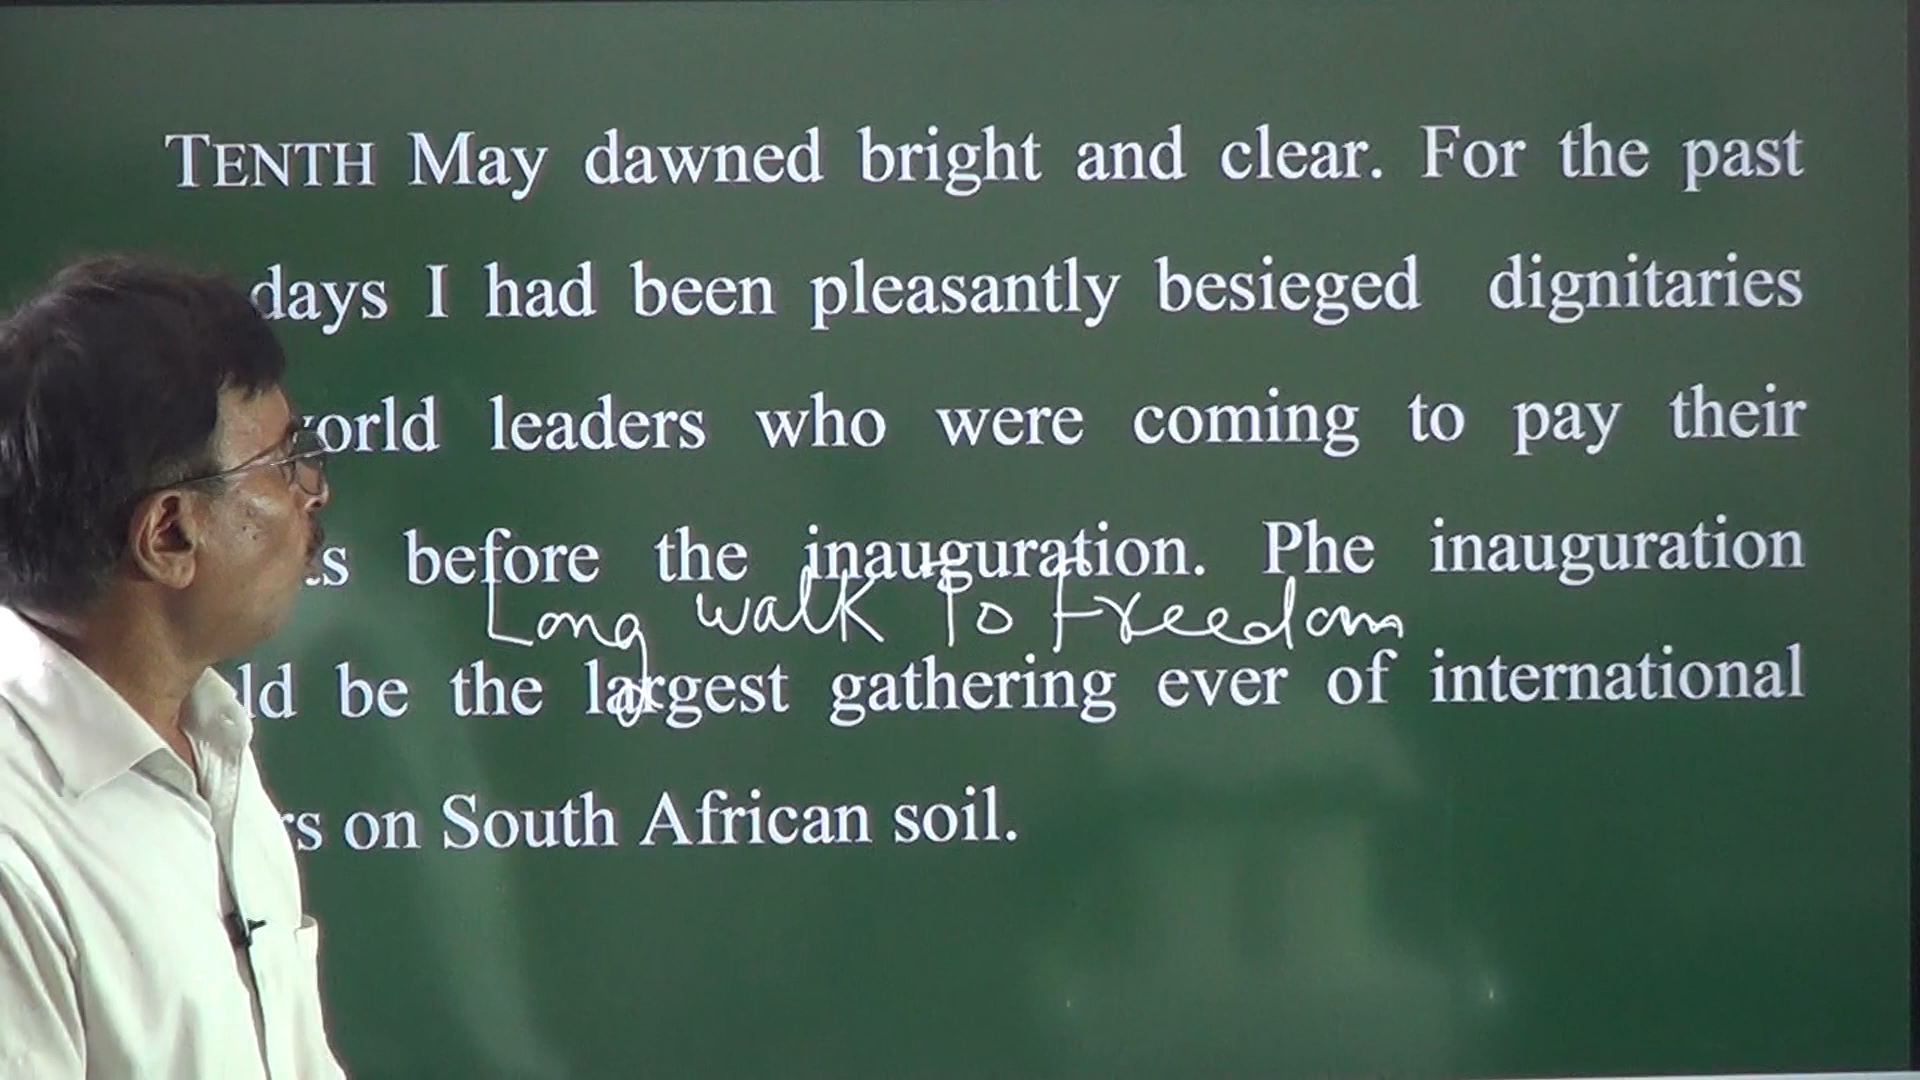 TENTH May dawned bright and clear. For the past
days I had been pleasantly besieged dignitaries
world leaders who were coming to pay their
before the inauguration. Phe inauguration
Long walk To Freedom
be the largest gathering ever of international
on South African soil.